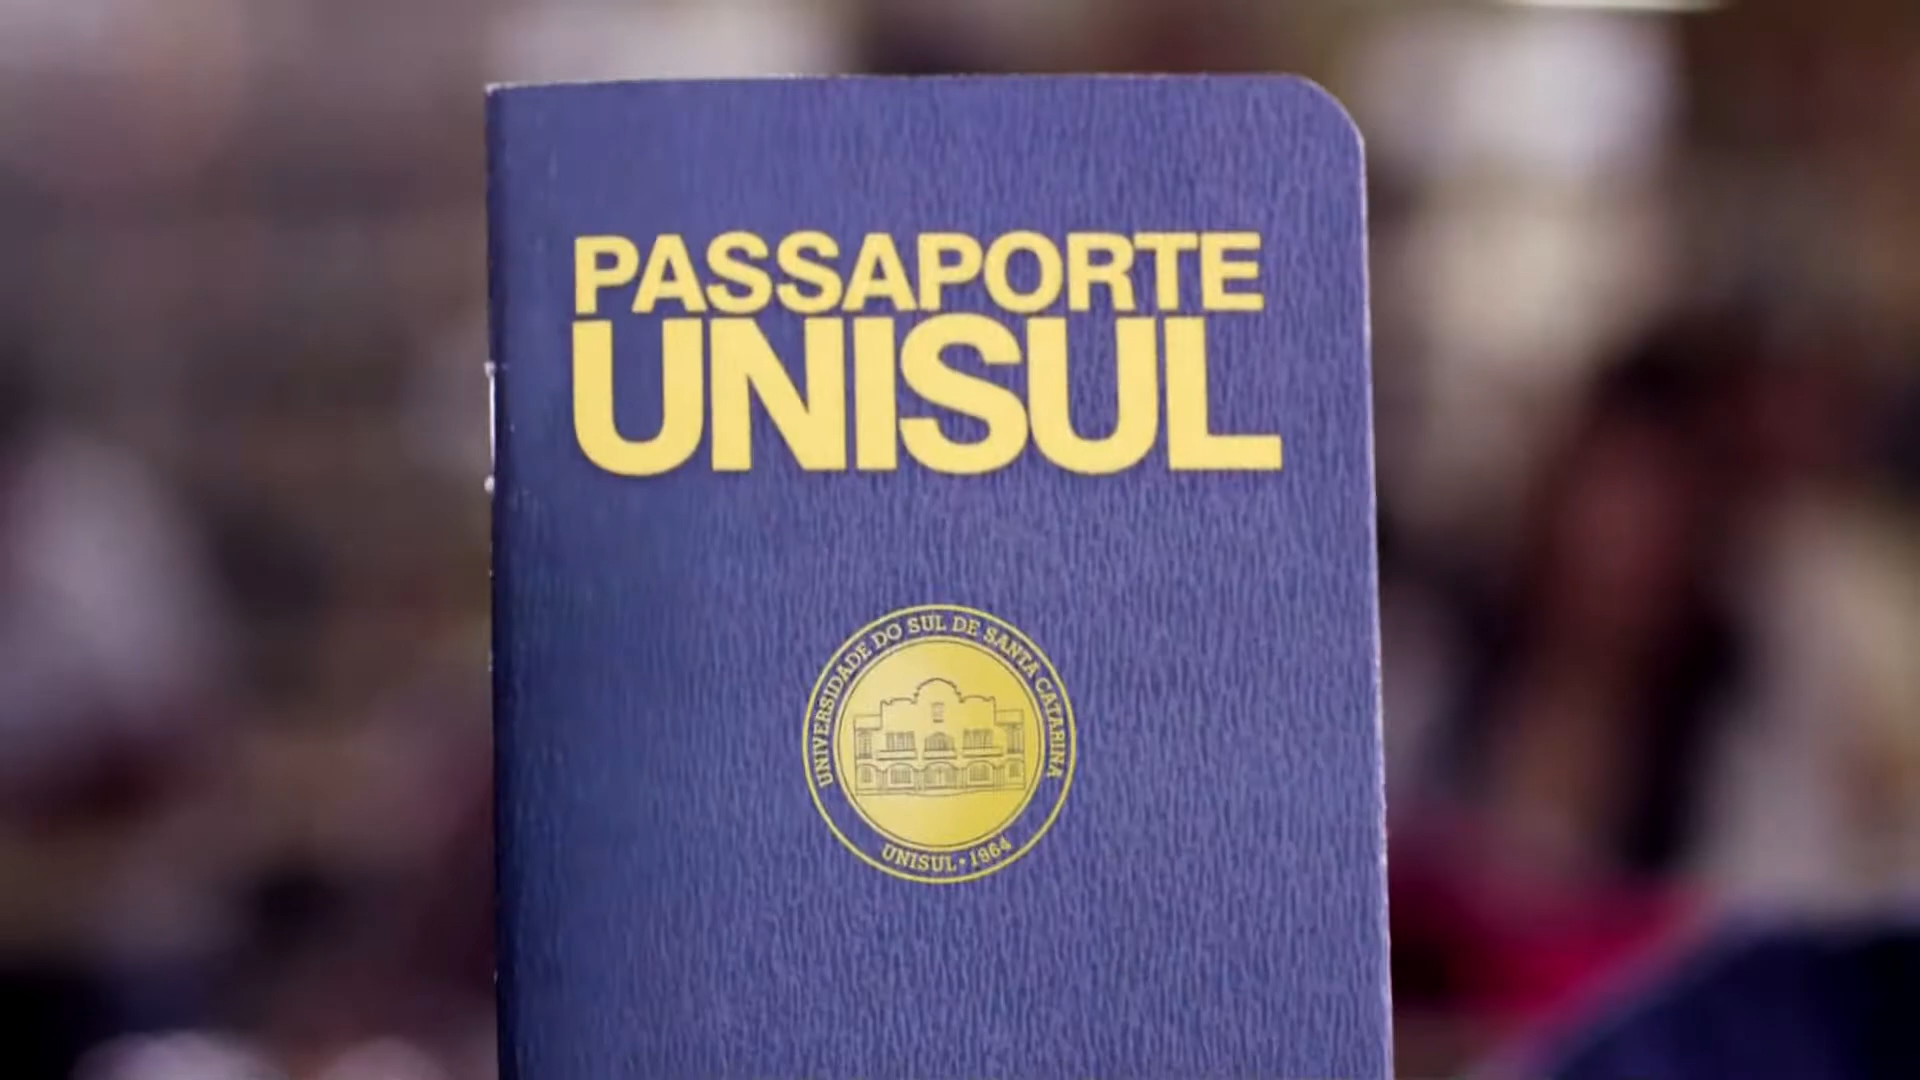 PASSAPORTE
UNISUL
UNIVERSIDADE DO SUL DE SANTA CATARINA
UNISUL • 1964